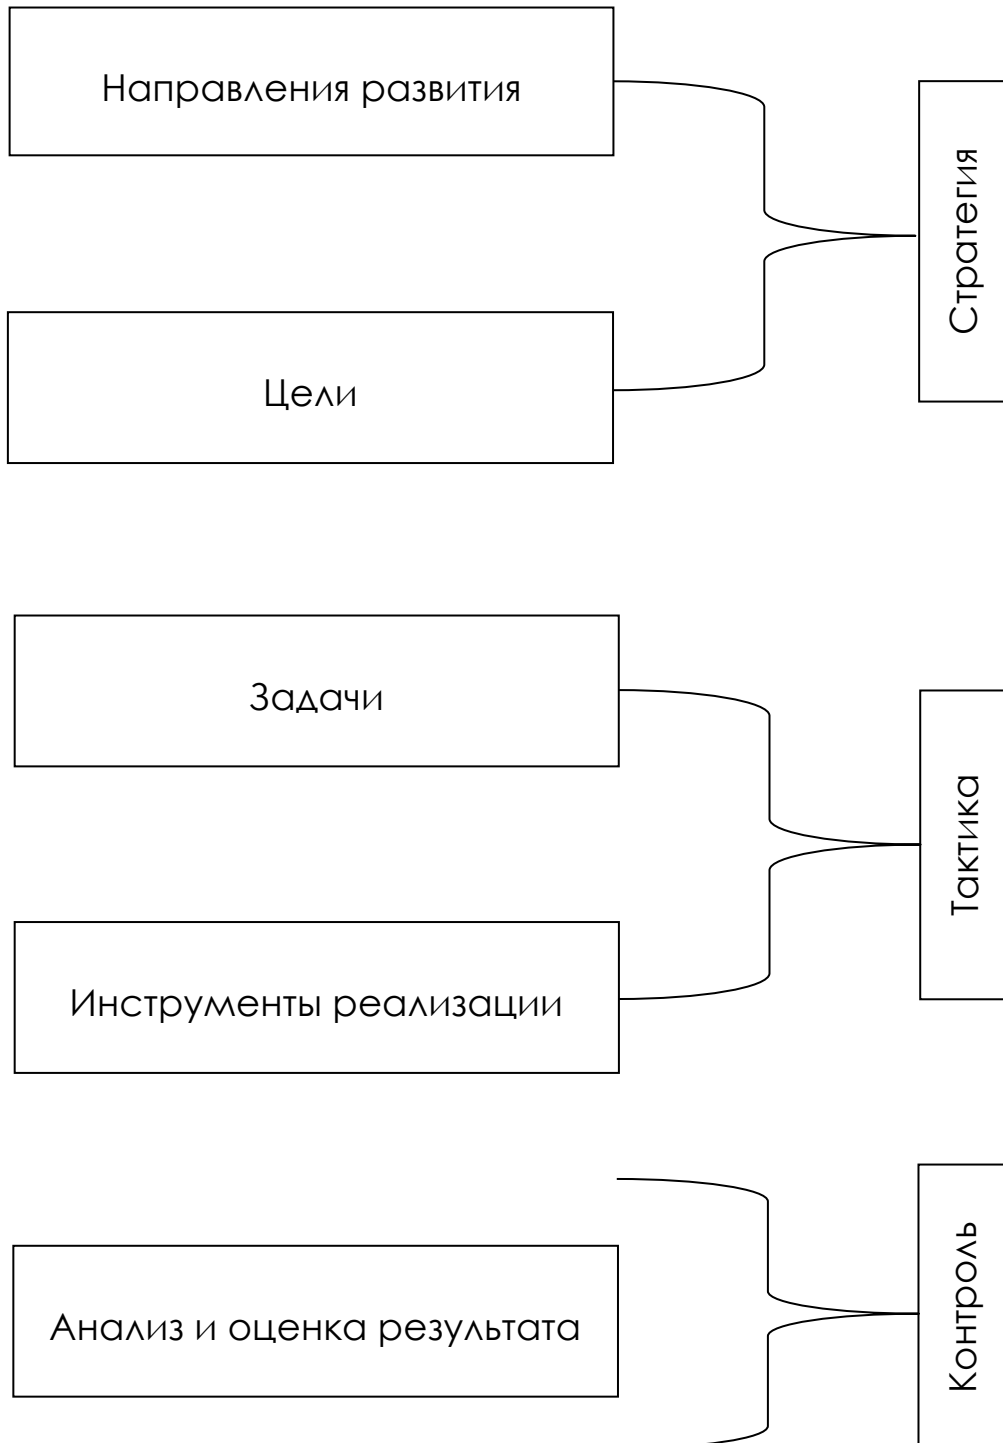 Направления развития
Стратегия
Цели
Задачи
Тактика
Инструменты реализации
Контроль
Анализ и оценка результата